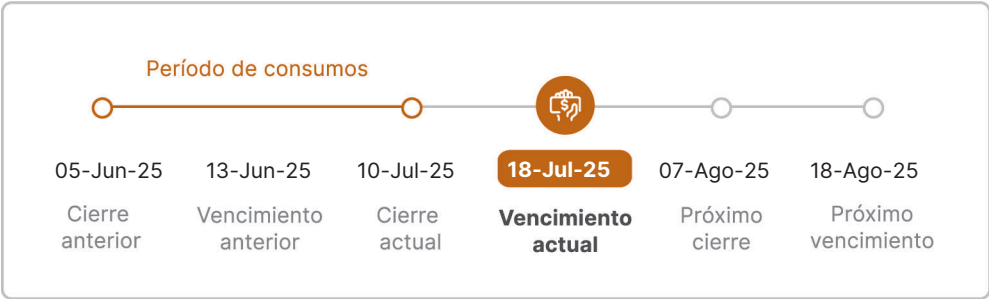 Período de consumos
$
05-Jun-25
13-Jun-25
10-Jul-25
18-Jul-25
07-Ago-25
18-Ago-25
Cierre
anterior
Vencimiento
anterior
Cierre
actual
Vencimiento
actual
Próximo
cierre
Próximo
vencimiento